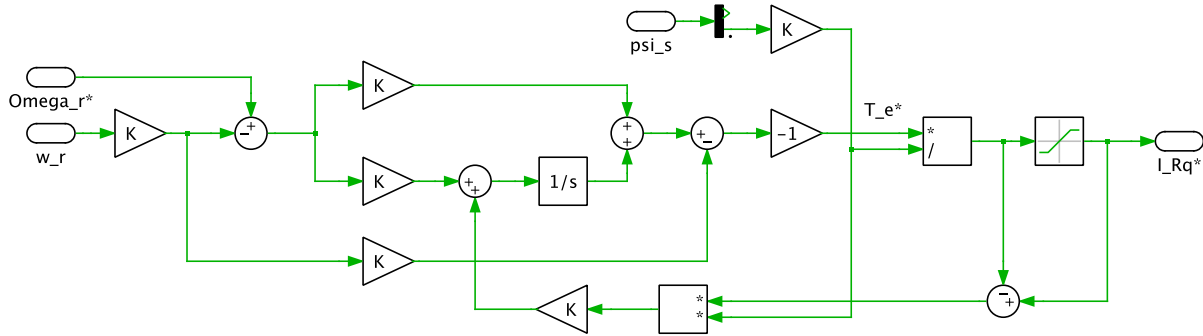 psi_s
K
Omega_r*
w_r
K
+
−
K
K
+
+
1/s
+
+
+
−
-1
T_e*
*
/
I_Rq*
K
K
*
*
−
+